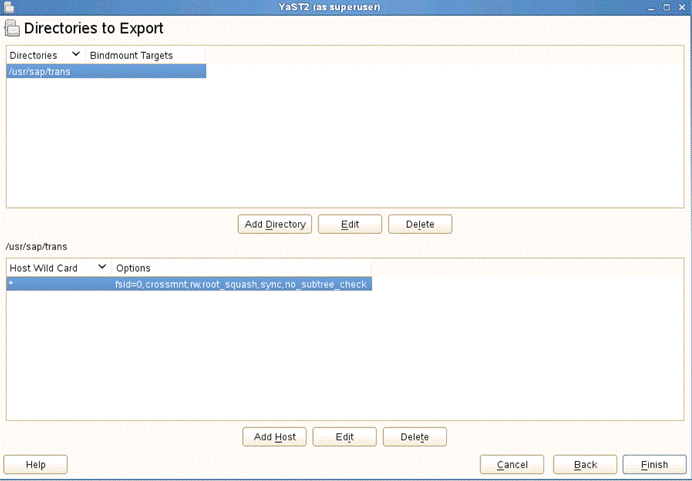 YaST2 (as superuser)
Directories to Export
Directories Bindmount Targets
/usr/sap/trans
Add Directory Edit Delete
/usr/sap/trans
Host Wild Card Options
* fsid=0,crossmnt,rw,root_squash,sync,no_subtree_check
Add Host Edit Delete
Help Cancel Back Finish